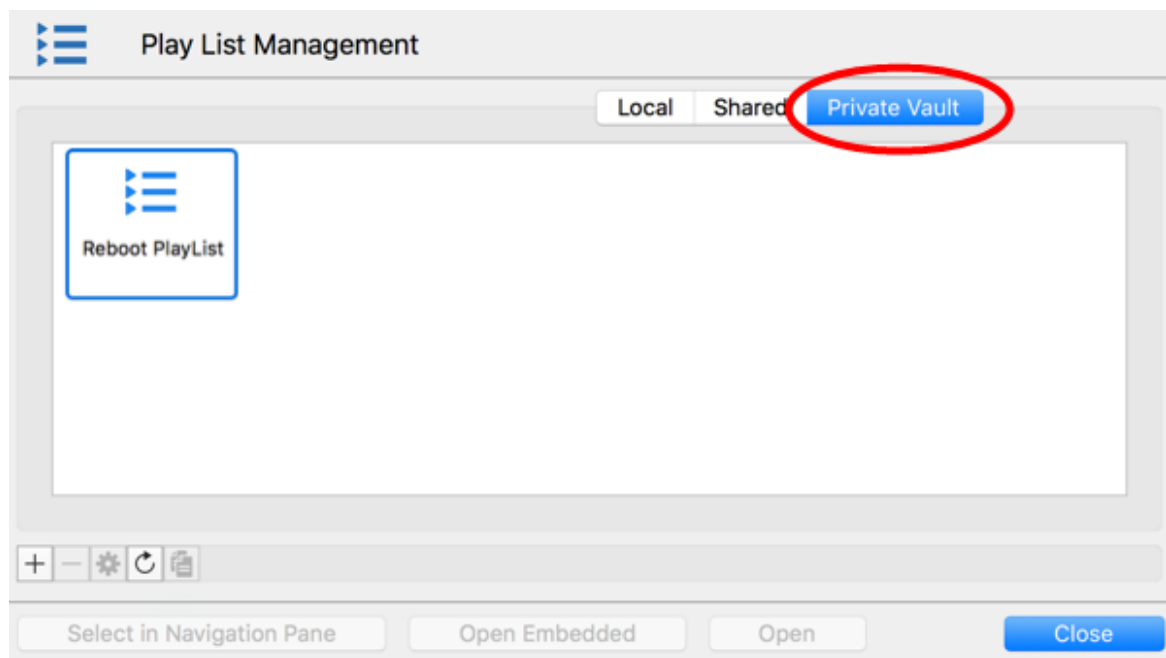 Play List Management
Local Shared Private Vault
Reboot PlayList
Select in Navigation Pane Open Embedded Open Close